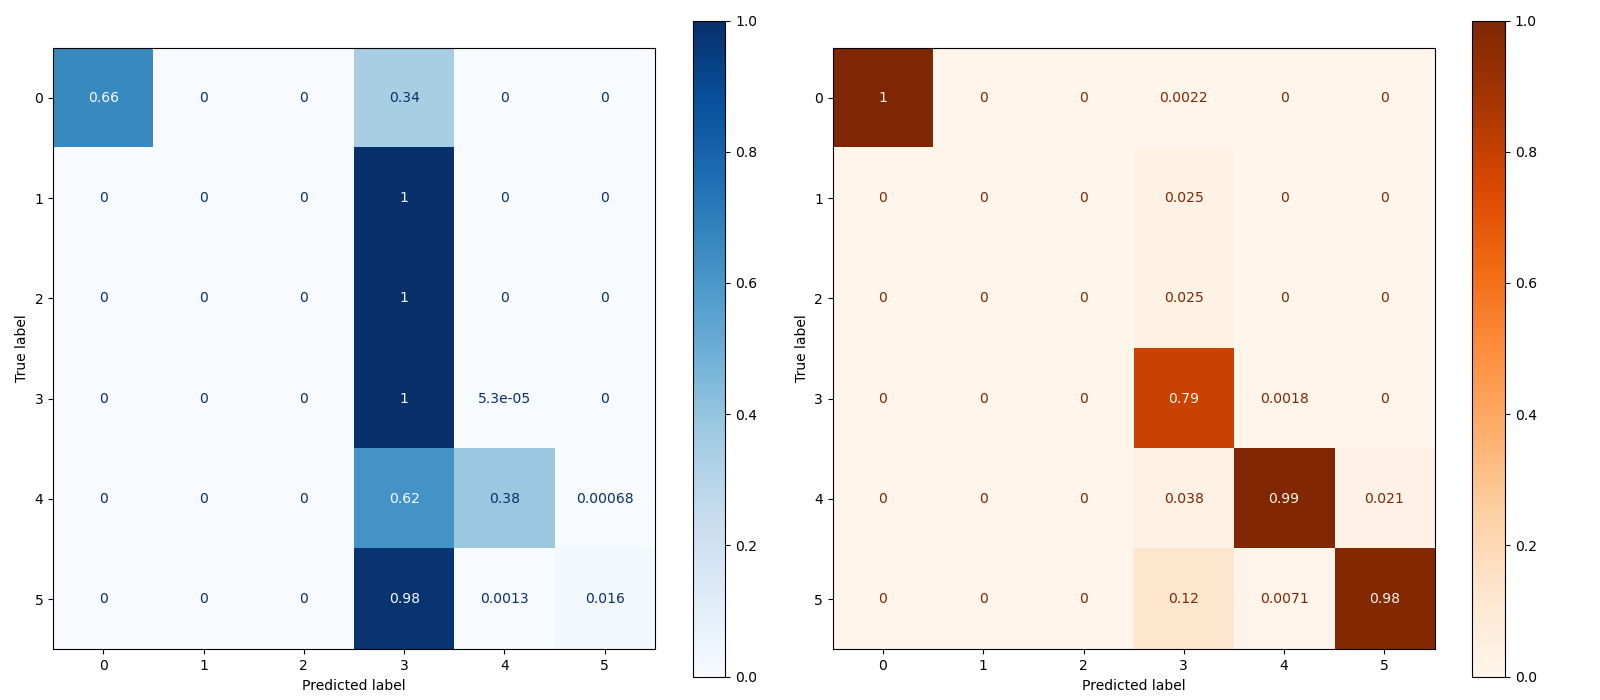 1.0
0.8
0.6
0.4
0.2
0.0
0 0.66 0 0 0.34 0 0
1 0 0 0 1 0 0
2 0 0 0 1 0 0
3 0 0 0 1 5.3e-05 0
4 0 0 0 0.62 0.38 0.00068
5 0 0 0 0.98 0.0013 0.016
0 1 2 3 4 5
True label
Predicted label
1.0
0.8
0.6
0.4
0.2
0.0
0 1 0 0 0.0022 0 0
1 0 0 0 0.025 0 0
2 0 0 0 0.025 0 0
3 0 0 0 0.79 0.0018 0
4 0 0 0 0.038 0.99 0.021
5 0 0 0 0.12 0.0071 0.98
0 1 2 3 4 5
True label
Predicted label